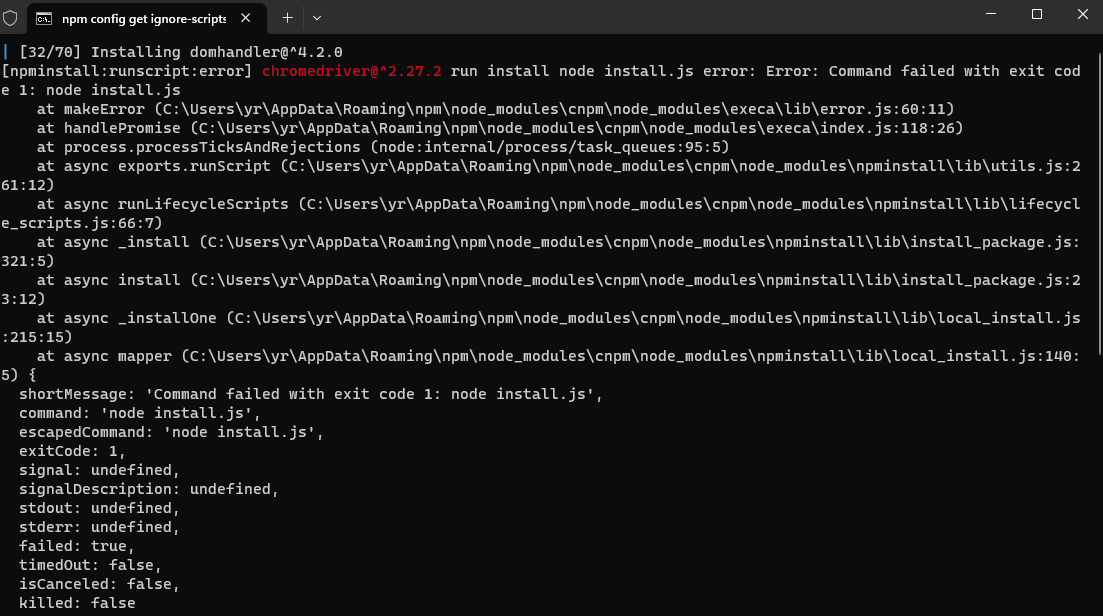 npm config get ignore-scripts
| [32/70] Installing domhandler@^4.2.0
[npminstall:runscript:error] chromedriver@^2.27.2 run install node install.js error: Error: Command failed with exit cod
e 1: node install.js
    at makeError (C:\Users\yr\AppData\Roaming\npm\node_modules\cnpm\node_modules\execa\lib\error.js:60:11)
    at handlePromise (C:\Users\yr\AppData\Roaming\npm\node_modules\cnpm\node_modules\execa\index.js:118:26)
    at process.processTicksAndRejections (node:internal/process/task_queues:95:5)
    at async exports.runScript (C:\Users\yr\AppData\Roaming\npm\node_modules\cnpm\node_modules\npminstall\lib\utils.js:2
61:12)
    at async runLifecycleScripts (C:\Users\yr\AppData\Roaming\npm\node_modules\cnpm\node_modules\npminstall\lib\lifecycl
e_scripts.js:66:7)
    at async _install (C:\Users\yr\AppData\Roaming\npm\node_modules\cnpm\node_modules\npminstall\lib\install_package.js:
321:5)
    at async install (C:\Users\yr\AppData\Roaming\npm\node_modules\cnpm\node_modules\npminstall\lib\install_package.js:2
3:12)
    at async _installOne (C:\Users\yr\AppData\Roaming\npm\node_modules\cnpm\node_modules\npminstall\lib\local_install.js
:215:15)
    at async mapper (C:\Users\yr\AppData\Roaming\npm\node_modules\cnpm\node_modules\npminstall\lib\local_install.js:140:
5) {
  shortMessage: 'Command failed with exit code 1: node install.js',
  command: 'node install.js',
  escapedCommand: 'node install.js',
  exitCode: 1,
  signal: undefined,
  signalDescription: undefined,
  stdout: undefined,
  stderr: undefined,
  failed: true,
  timedOut: false,
  isCanceled: false,
  killed: false